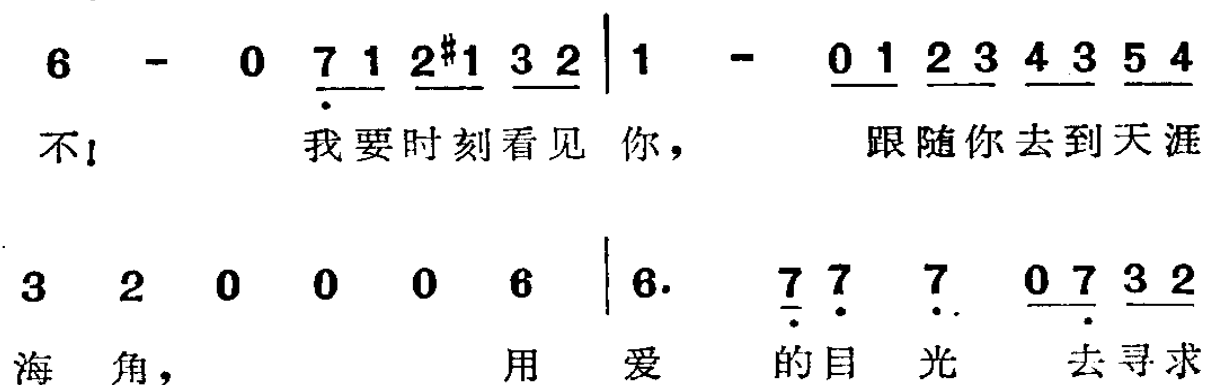 6 - 0 7 1 2 #1 3 2 | 1 - 0 1 2 3 4 3 5 4
不! 我要时刻看见 你, 跟随你去到天涯
3 2 0 0 0 6 | 6. 7 7 7 0 7 3 2
海 角, 用 爱 的目 光 去寻求